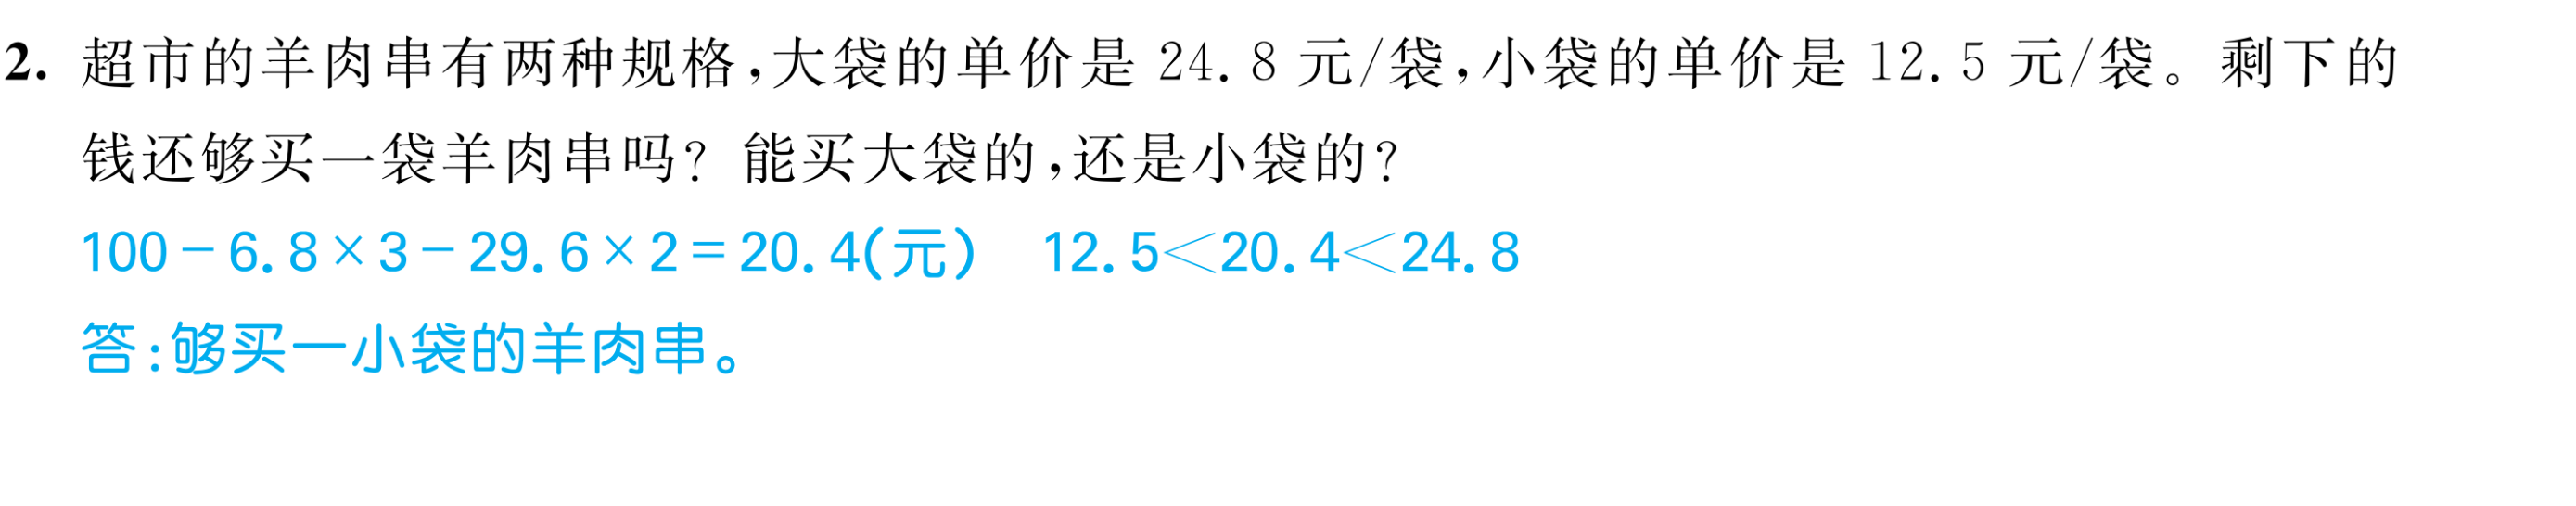 2. 超市的羊肉串有两种规格,大袋的单价是 24.8 元/袋,小袋的单价是 12.5 元/袋。剩下的
钱还够买一袋羊肉串吗? 能买大袋的,还是小袋的?
100-6.8×3-29.6×2=20.4(元) 12.5<20.4<24.8
答:够买一小袋的羊肉串。